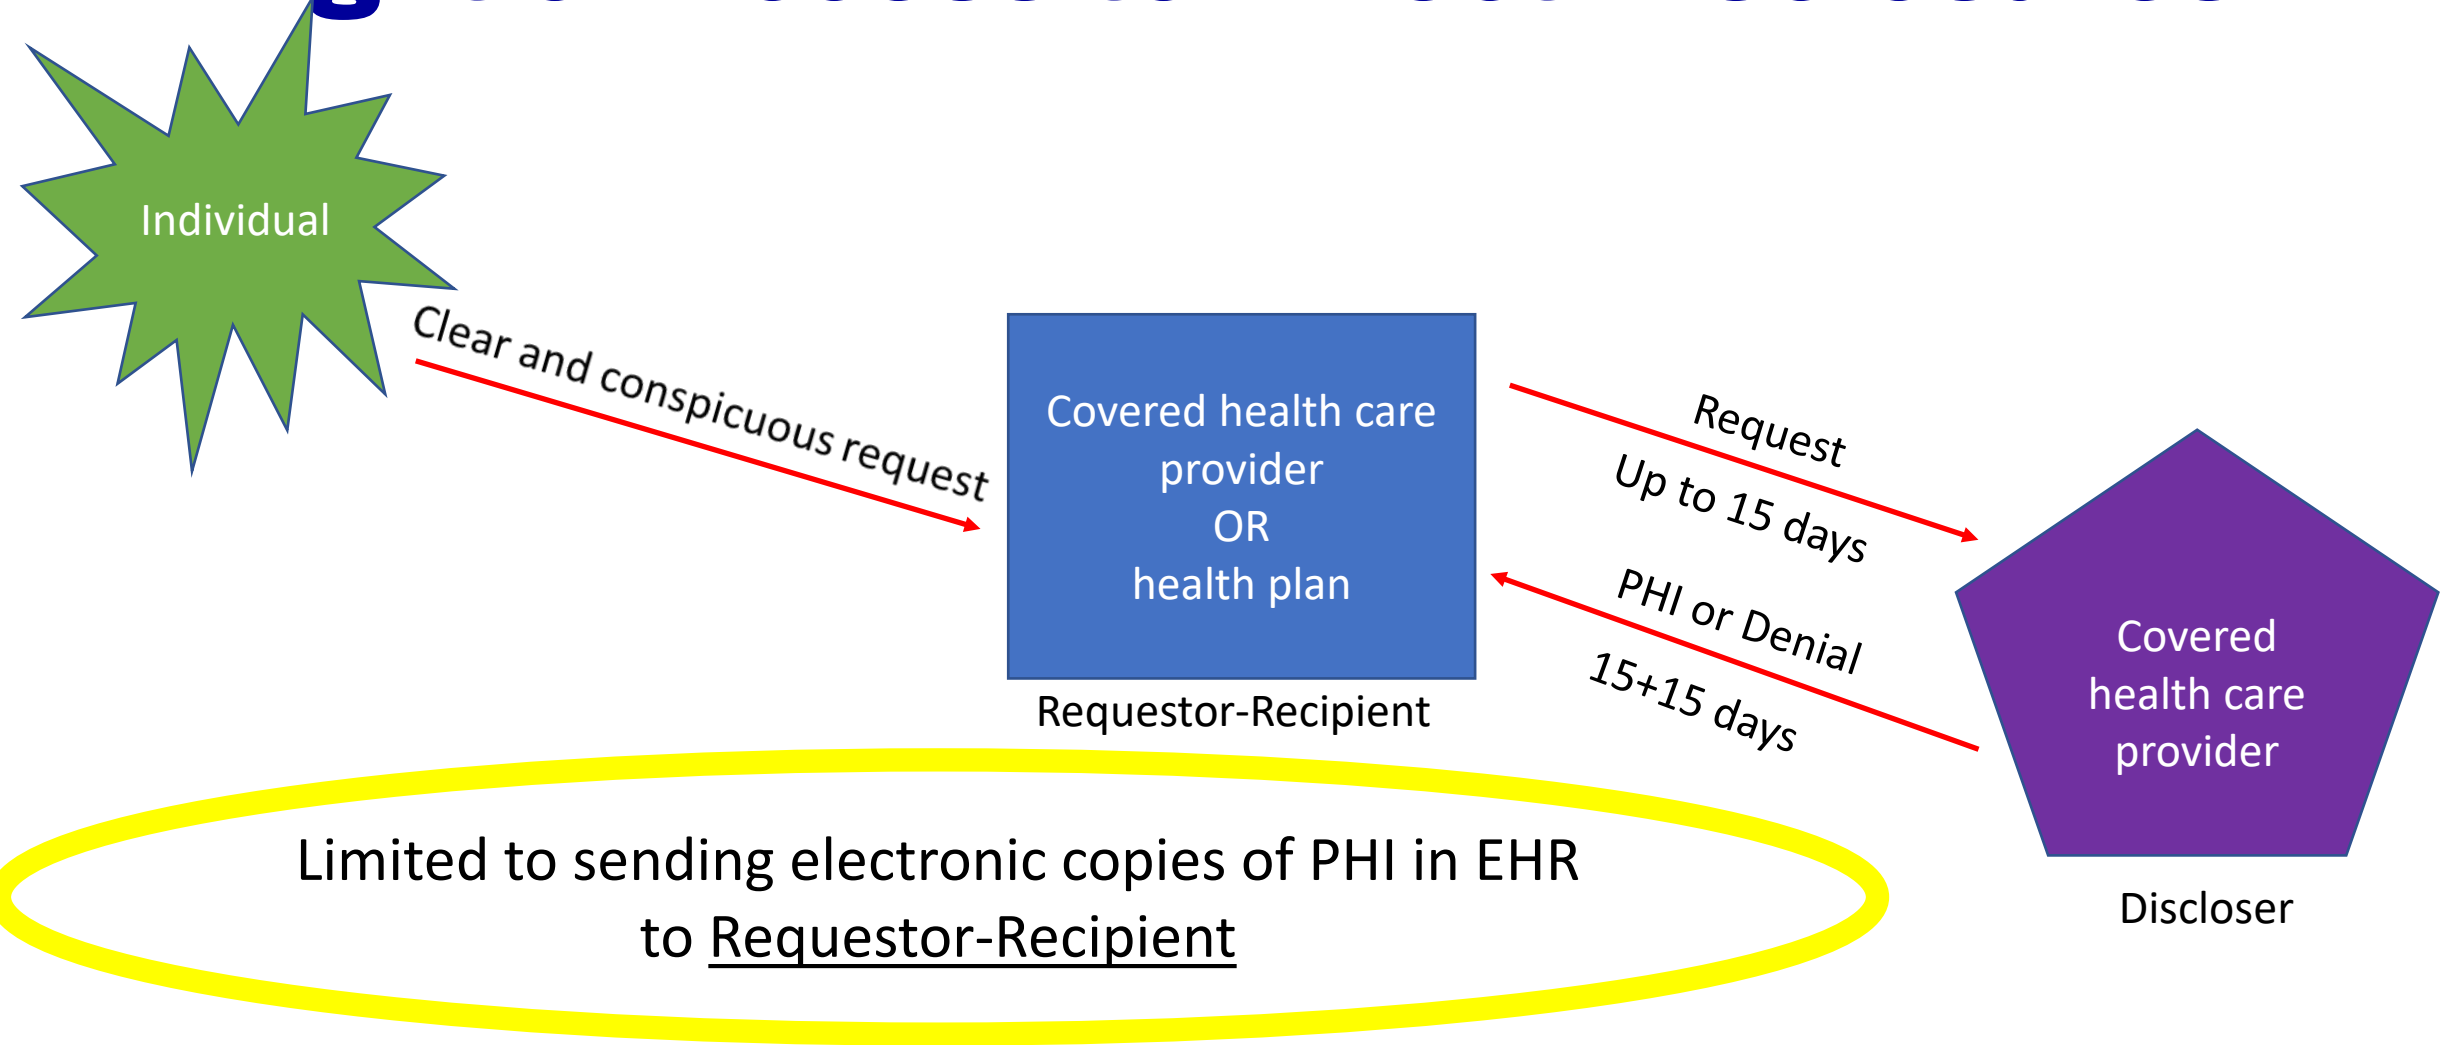 Individual
Clear and conspicuous request
Covered health care
provider
OR
health plan
Requestor-Recipient
Request
Up to 15 days
PHI or Denial
15+15 days
Covered
health care
provider
Discloser
Limited to sending electronic copies of PHI in EHR
to Requestor-Recipient